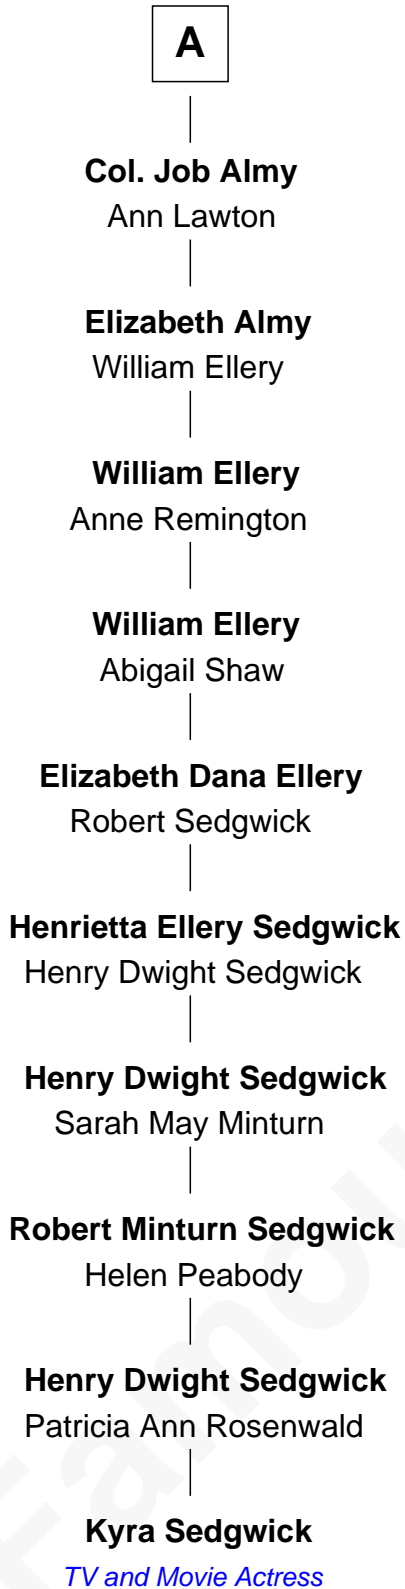 A
Col. Job Almy
Ann Lawton
Elizabeth Almy
William Ellery
William Ellery
Anne Remington
William Ellery
Abigail Shaw
Elizabeth Dana Ellery
Robert Sedgwick
Henrietta Ellery Sedgwick
Henry Dwight Sedgwick
Henry Dwight Sedgwick
Sarah May Minturn
Robert Minturn Sedgwick
Helen Peabody
Henry Dwight Sedgwick
Patricia Ann Rosenwald
Kyra Sedgwick
TV and Movie Actress